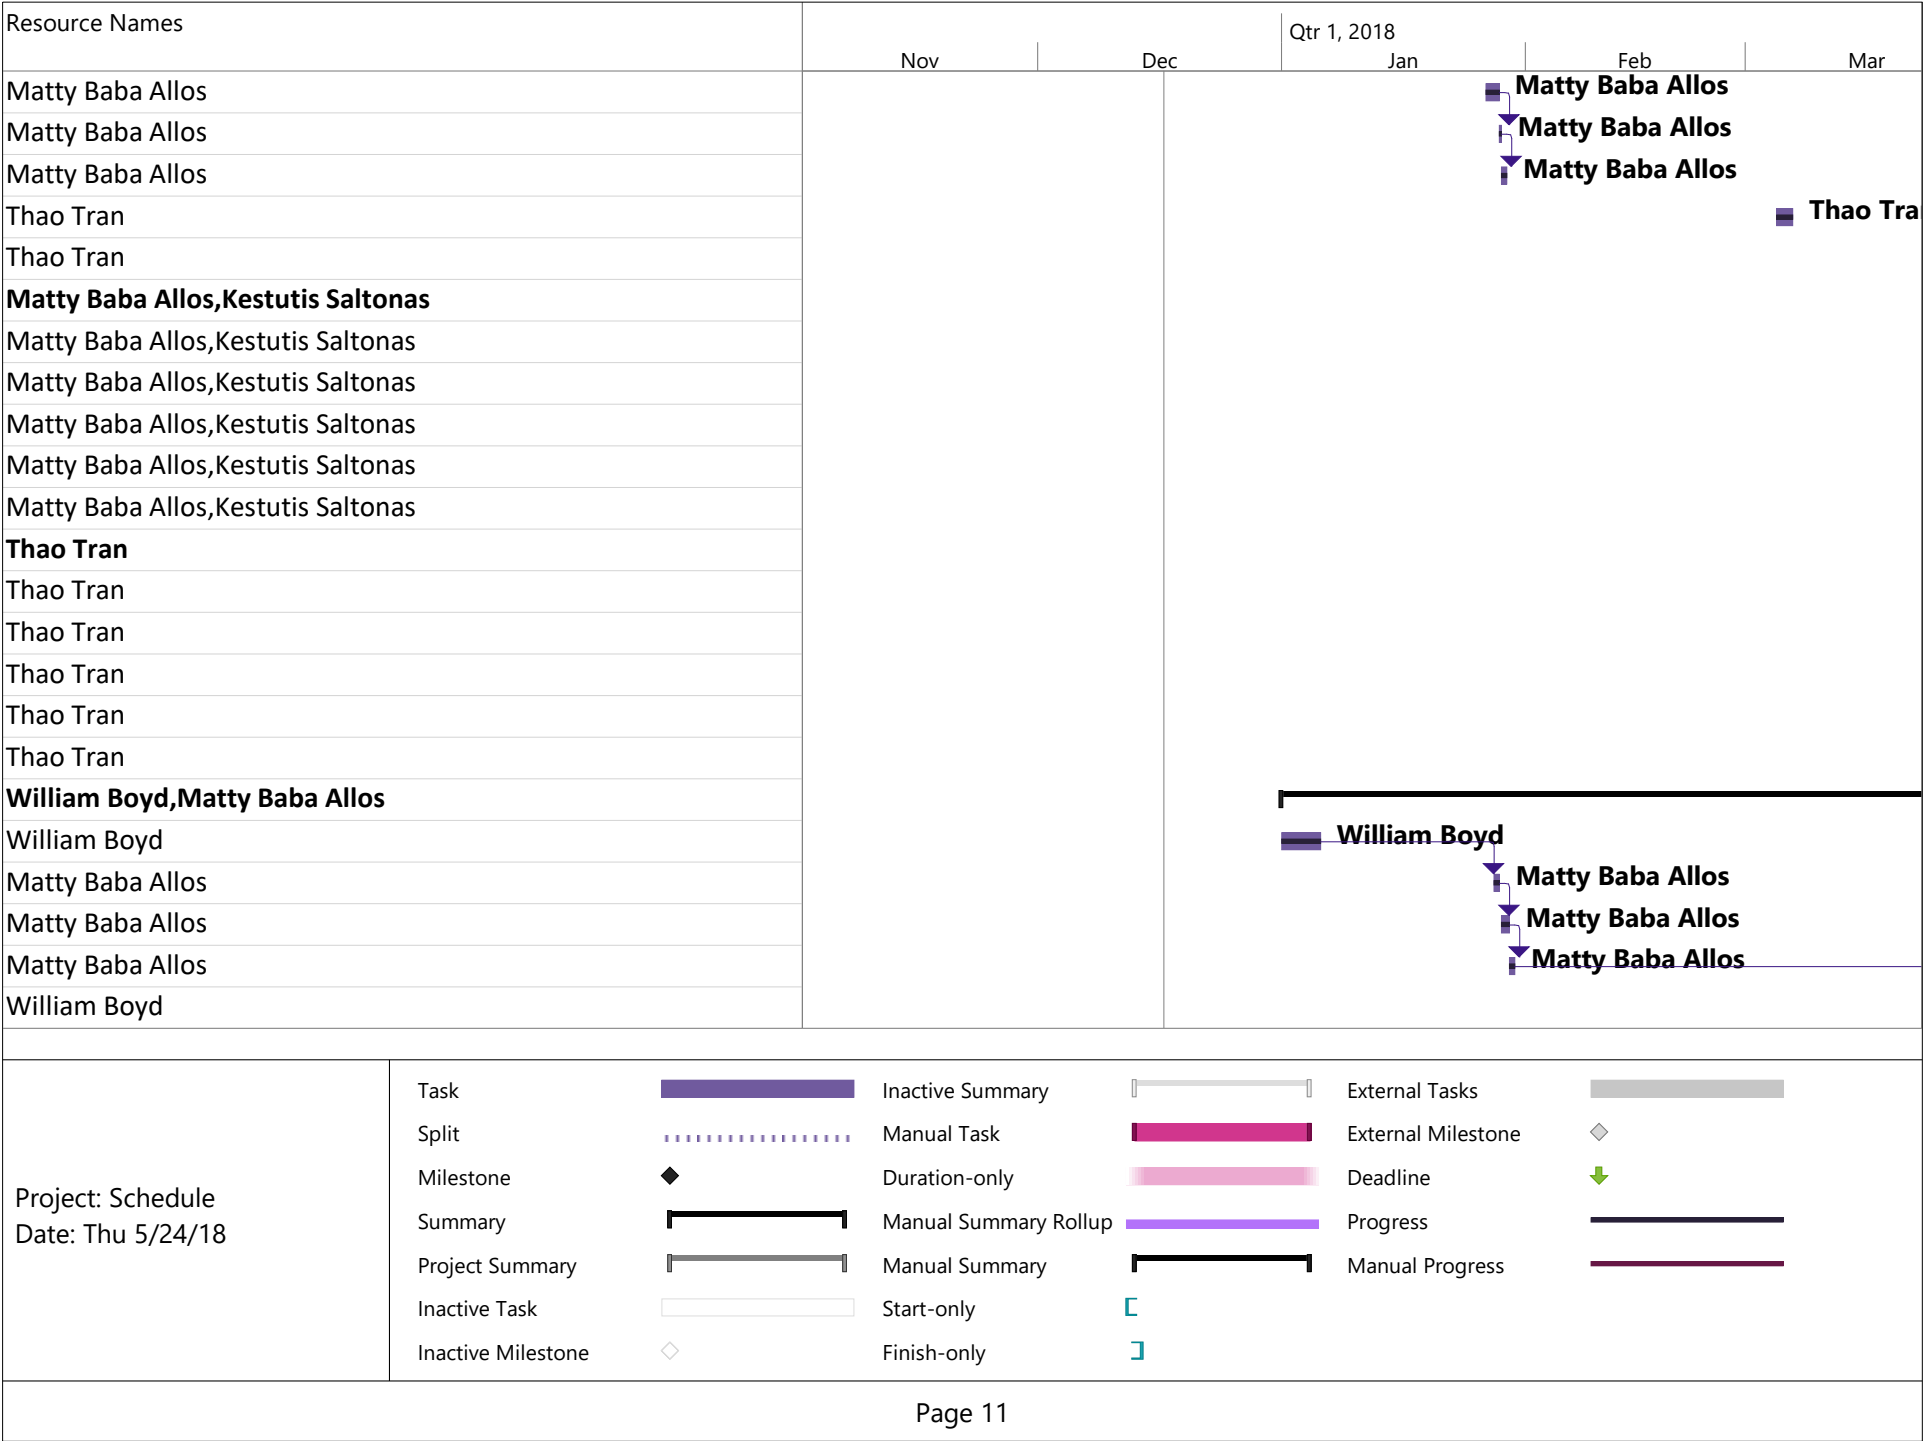 Resource Names
Qtr 1, 2018
Nov Dec Jan Feb Mar
Matty Baba Allos Matty Baba Allos
Matty Baba Allos Matty Baba Allos
Matty Baba Allos Matty Baba Allos
Thao Tran Thao Tra
Thao Tran
Matty Baba Allos,Kestutis Saltonas
Matty Baba Allos,Kestutis Saltonas
Matty Baba Allos,Kestutis Saltonas
Matty Baba Allos,Kestutis Saltonas
Matty Baba Allos,Kestutis Saltonas
Matty Baba Allos,Kestutis Saltonas
Thao Tran
Thao Tran
Thao Tran
Thao Tran
Thao Tran
Thao Tran
William Boyd,Matty Baba Allos
William Boyd William Boyd
Matty Baba Allos Matty Baba Allos
Matty Baba Allos Matty Baba Allos
Matty Baba Allos Matty Baba Allos
William Boyd
Project: Schedule
Date: Thu 5/24/18
Task
Split
Milestone
Summary
Project Summary
Inactive Task
Inactive Milestone
Inactive Summary
Manual Task
Duration-only
Manual Summary Rollup
Manual Summary
Start-only
Finish-only
External Tasks
External Milestone
Deadline
Progress
Manual Progress
Page 11